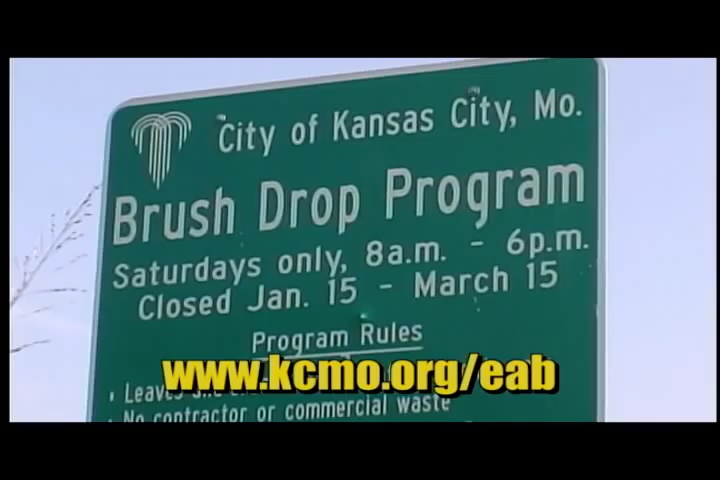 City of Kansas City, Mo.
Brush Drop Program
Saturdays only, 8a.m. - 6p.m.
Closed Jan. 15 - March 15
Program Rules
www.kcmo.org/eab
• Leaves
• No contractor or commercial waste